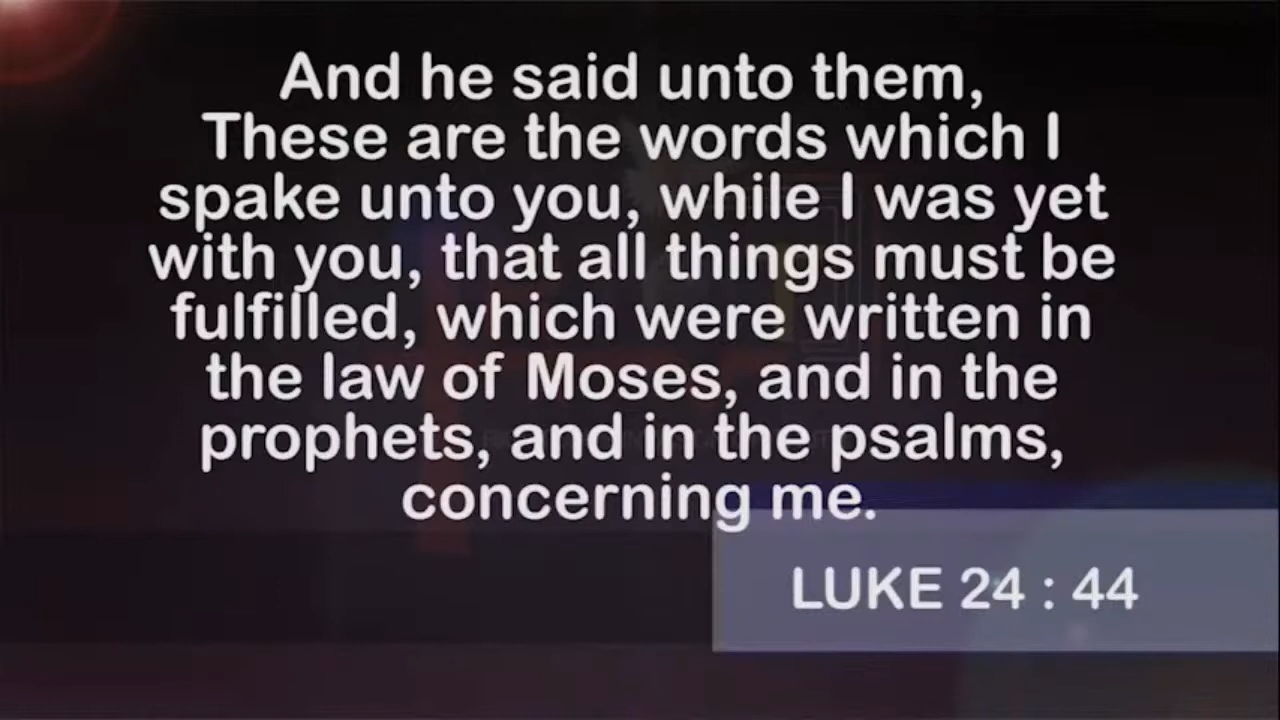 And he said unto them,
These are the words which I
spake unto you, while I was yet
with you, that all things must be
fulfilled, which were written in
the law of Moses, and in the
prophets, and in the psalms,
concerning me.
LUKE 24 : 44